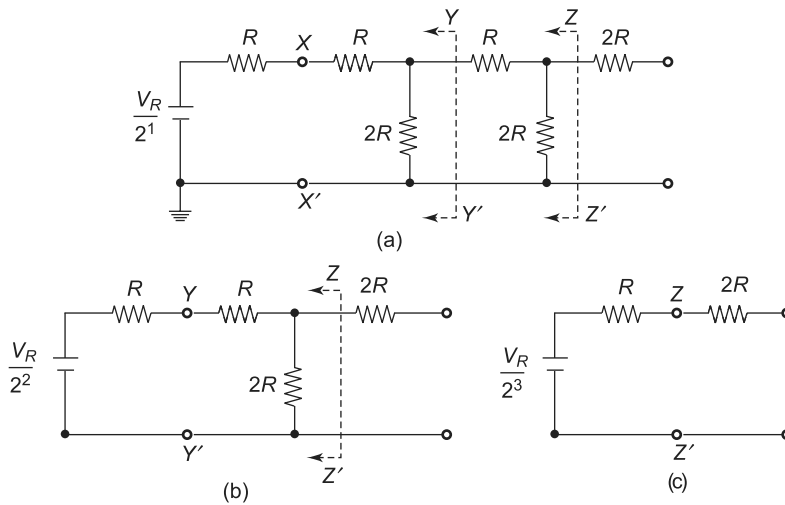 Y Z
R X R R 2R
V_R/2^1
2R 2R
X' Y' Z'
(a)
Z
R Y R 2R R Z 2R
V_R/2^2 2R V_R/2^3
Y' Z' Z'
(b) (c)